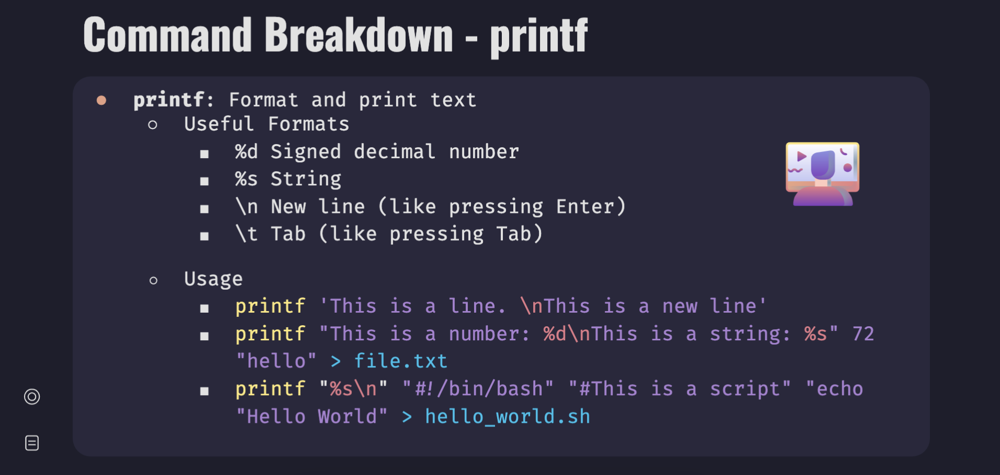 Command Breakdown - printf
printf: Format and print text
Useful Formats
%d Signed decimal number
%s String
\n New line (like pressing Enter)
\t Tab (like pressing Tab)
Usage
printf 'This is a line. \nThis is a new line'
printf "This is a number: %d\nThis is a string: %s" 72
"hello" > file.txt
printf "%s\n" "#!/bin/bash" "#This is a script" "echo
"Hello World" > hello_world.sh